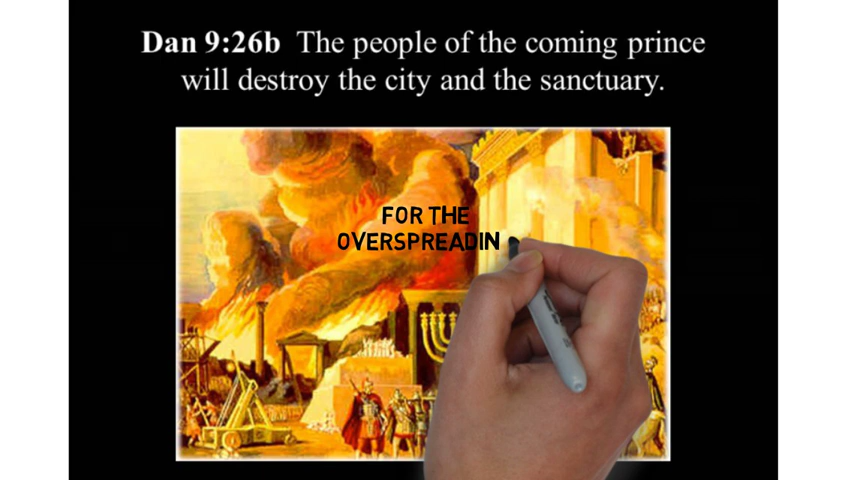 Dan 9:26b The people of the coming prince
will destroy the city and the sanctuary.
FOR THE
OVERSPREADIN